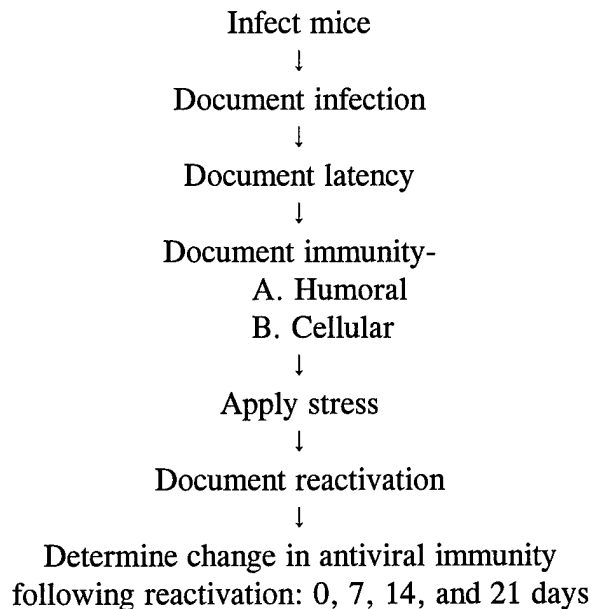 Infect mice
↓
Document infection
↓
Document latency
↓
Document immunity-
A. Humoral
B. Cellular
↓
Apply stress
↓
Document reactivation
↓
Determine change in antiviral immunity
following reactivation: 0, 7, 14, and 21 days